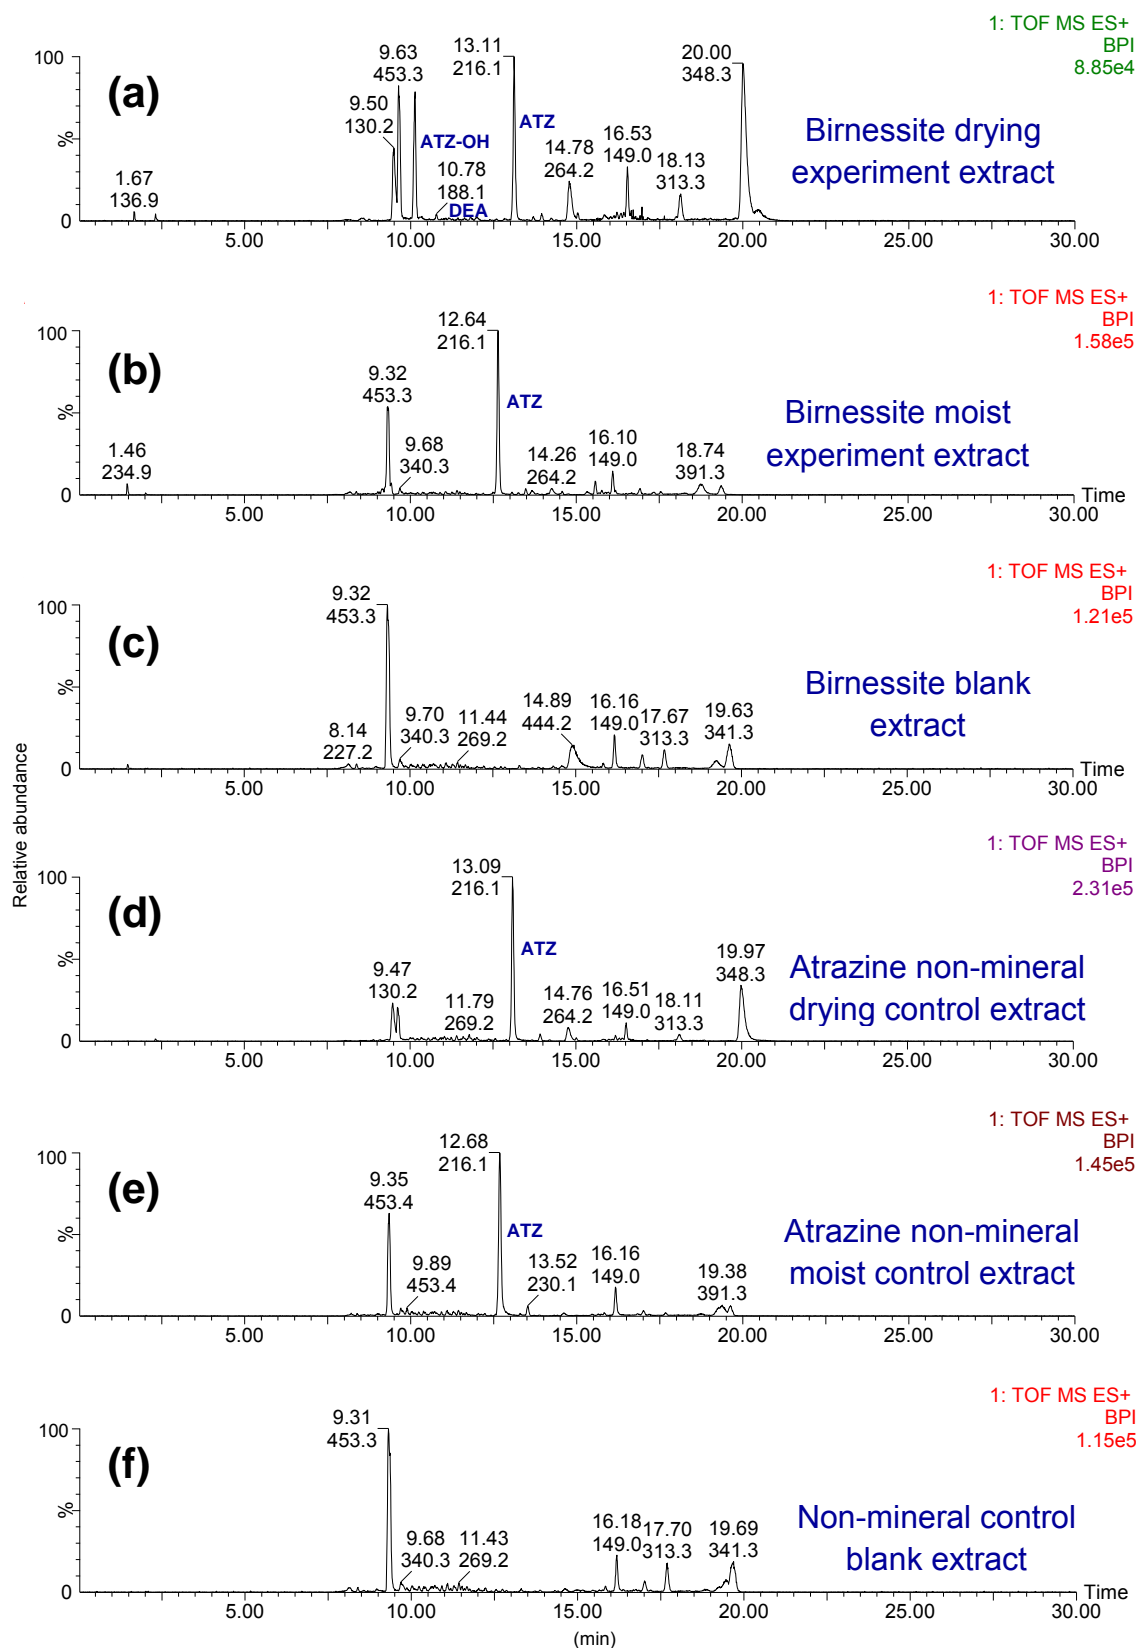 1: TOF MS ES+
BPI
8.85e4
(a)
100
%
0
1.67
136.9
9.50
130.2
9.63
453.3
ATZ-OH
10.78
188.1
DEA
13.11
216.1
ATZ
14.78
264.2
16.53
149.0
18.13
313.3
20.00
348.3
Birnessite drying
experiment extract
5.00 10.00 15.00 20.00 25.00 30.00
1: TOF MS ES+
BPI
1.58e5
(b)
100
%
0
1.46
234.9
9.32
453.3
9.68
340.3
12.64
216.1
ATZ
14.26
264.2
16.10
149.0
18.74
391.3
Birnessite moist
experiment extract
Time
5.00 10.00 15.00 20.00 25.00 30.00
1: TOF MS ES+
BPI
1.21e5
(c)
100
%
0
8.14
227.2
9.32
453.3
9.70
340.3
11.44
269.2
14.89
444.2
16.16
149.0
17.67
313.3
19.63
341.3
Birnessite blank
extract
Time
5.00 10.00 15.00 20.00 25.00 30.00
Relative abundance
1: TOF MS ES+
BPI
2.31e5
(d)
100
%
0
9.47
130.2
11.79
269.2
13.09
216.1
ATZ
14.76
264.2
16.51
149.0
18.11
313.3
19.97
348.3
Atrazine non-mineral
drying control extract
5.00 10.00 15.00 20.00 25.00 30.00
1: TOF MS ES+
BPI
1.45e5
(e)
100
%
0
9.35
453.4
9.89
453.4
12.68
216.1
ATZ
13.52
230.1
16.16
149.0
19.38
391.3
Atrazine non-mineral
moist control extract
5.00 10.00 15.00 20.00 25.00 30.00
1: TOF MS ES+
BPI
1.15e5
(f)
100
%
0
9.31
453.3
9.68
340.3
11.43
269.2
16.18
149.0
17.70
313.3
19.69
341.3
Non-mineral control
blank extract
Time
5.00 10.00 15.00 20.00 25.00 30.00
(min)